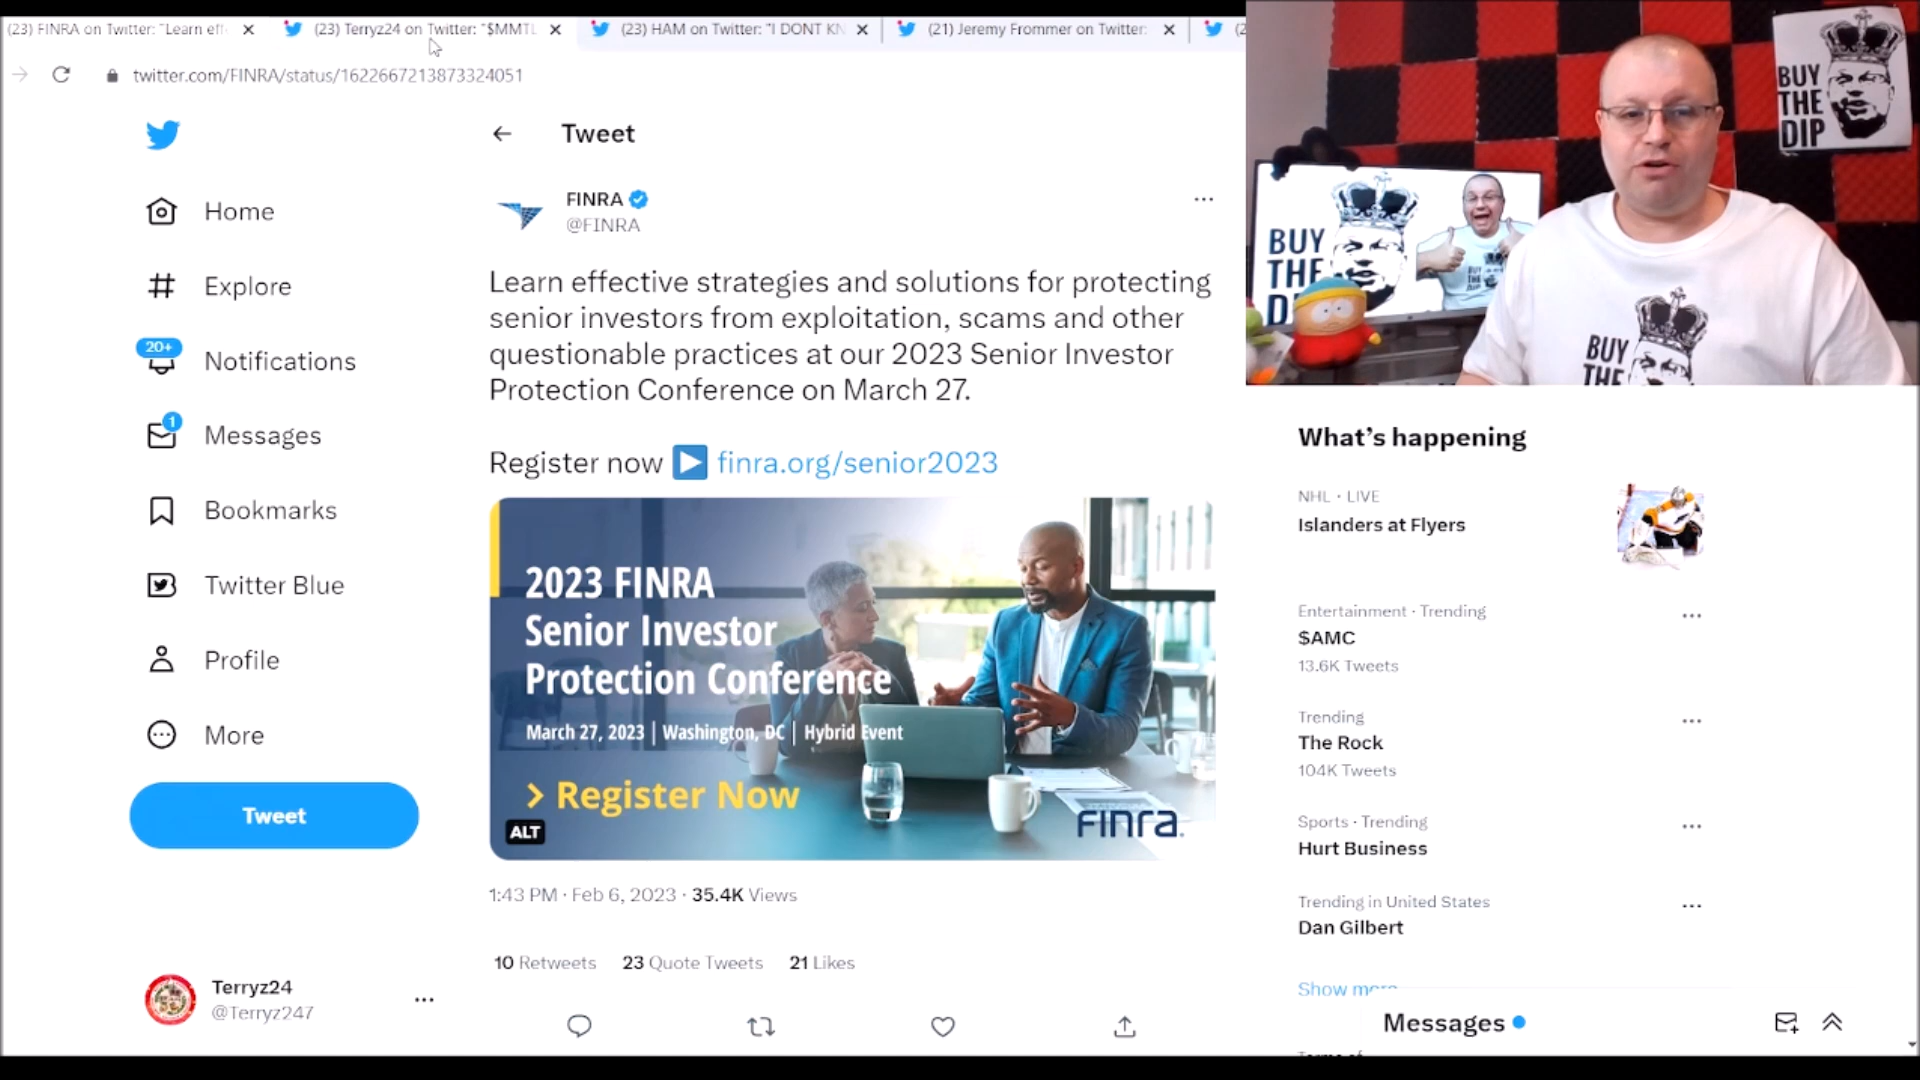 (23) FINRA on Twitter: "Learn eff
(23) Terryz24 on Twitter: "$MMTL
(23) HAM on Twitter: "I DONT KN
(21) Jeremy Frommer on Twitter:
(2
twitter.com/FINRA/status/1622667213873324051
Home
Explore
20+
Notifications
1
Messages
Bookmarks
Twitter Blue
Profile
More
Tweet
Terryz24
@Terryz247
Tweet
FINRA
@FINRA
Learn effective strategies and solutions for protecting
senior investors from exploitation, scams and other
questionable practices at our 2023 Senior Investor
Protection Conference on March 27.
Register now ▶️ finra.org/senior2023
2023 FINRA
Senior Investor
Protection Conference
March 27, 2023 | Washington, DC | Hybrid Event
> Register Now
ALT
finra
1:43 PM · Feb 6, 2023 · 35.4K Views
10 Retweets 23 Quote Tweets 21 Likes
BUY
THE
DIP
BUY
THE
D
BUY
THE
BUY
THE
What's happening
NHL · LIVE
Islanders at Flyers
Entertainment · Trending
$AMC
13.6K Tweets
Trending
The Rock
104K Tweets
Sports · Trending
Hurt Business
Trending in United States
Dan Gilbert
Show more
Messages